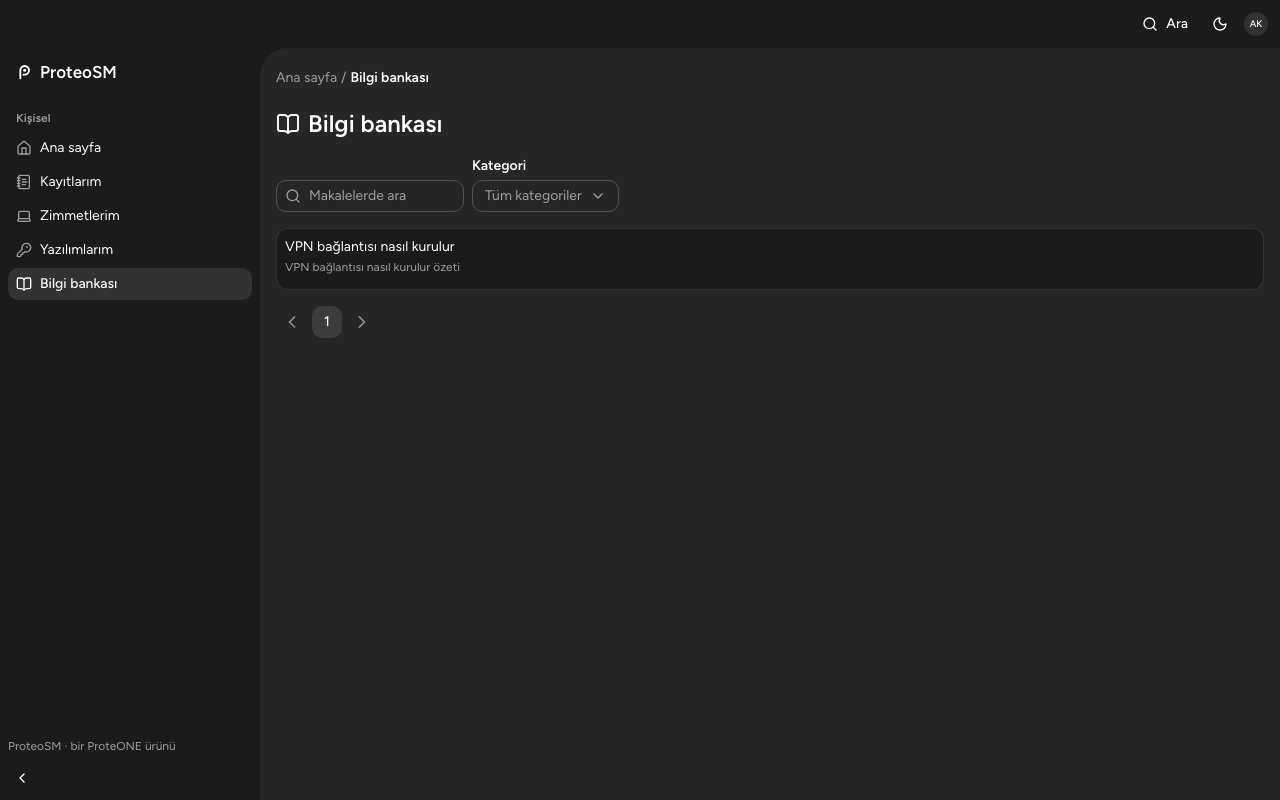 Ara
AK
ProteoSM
Kişisel
Ana sayfa
Kayıtlarım
Zimmetlerim
Yazılımlarım
Bilgi bankası
ProteoSM · bir ProteONE ürünü
Ana sayfa / Bilgi bankası
Bilgi bankası
Kategori
Makalelerde ara
Tüm kategoriler
VPN bağlantısı nasıl kurulur
VPN bağlantısı nasıl kurulur özeti
1